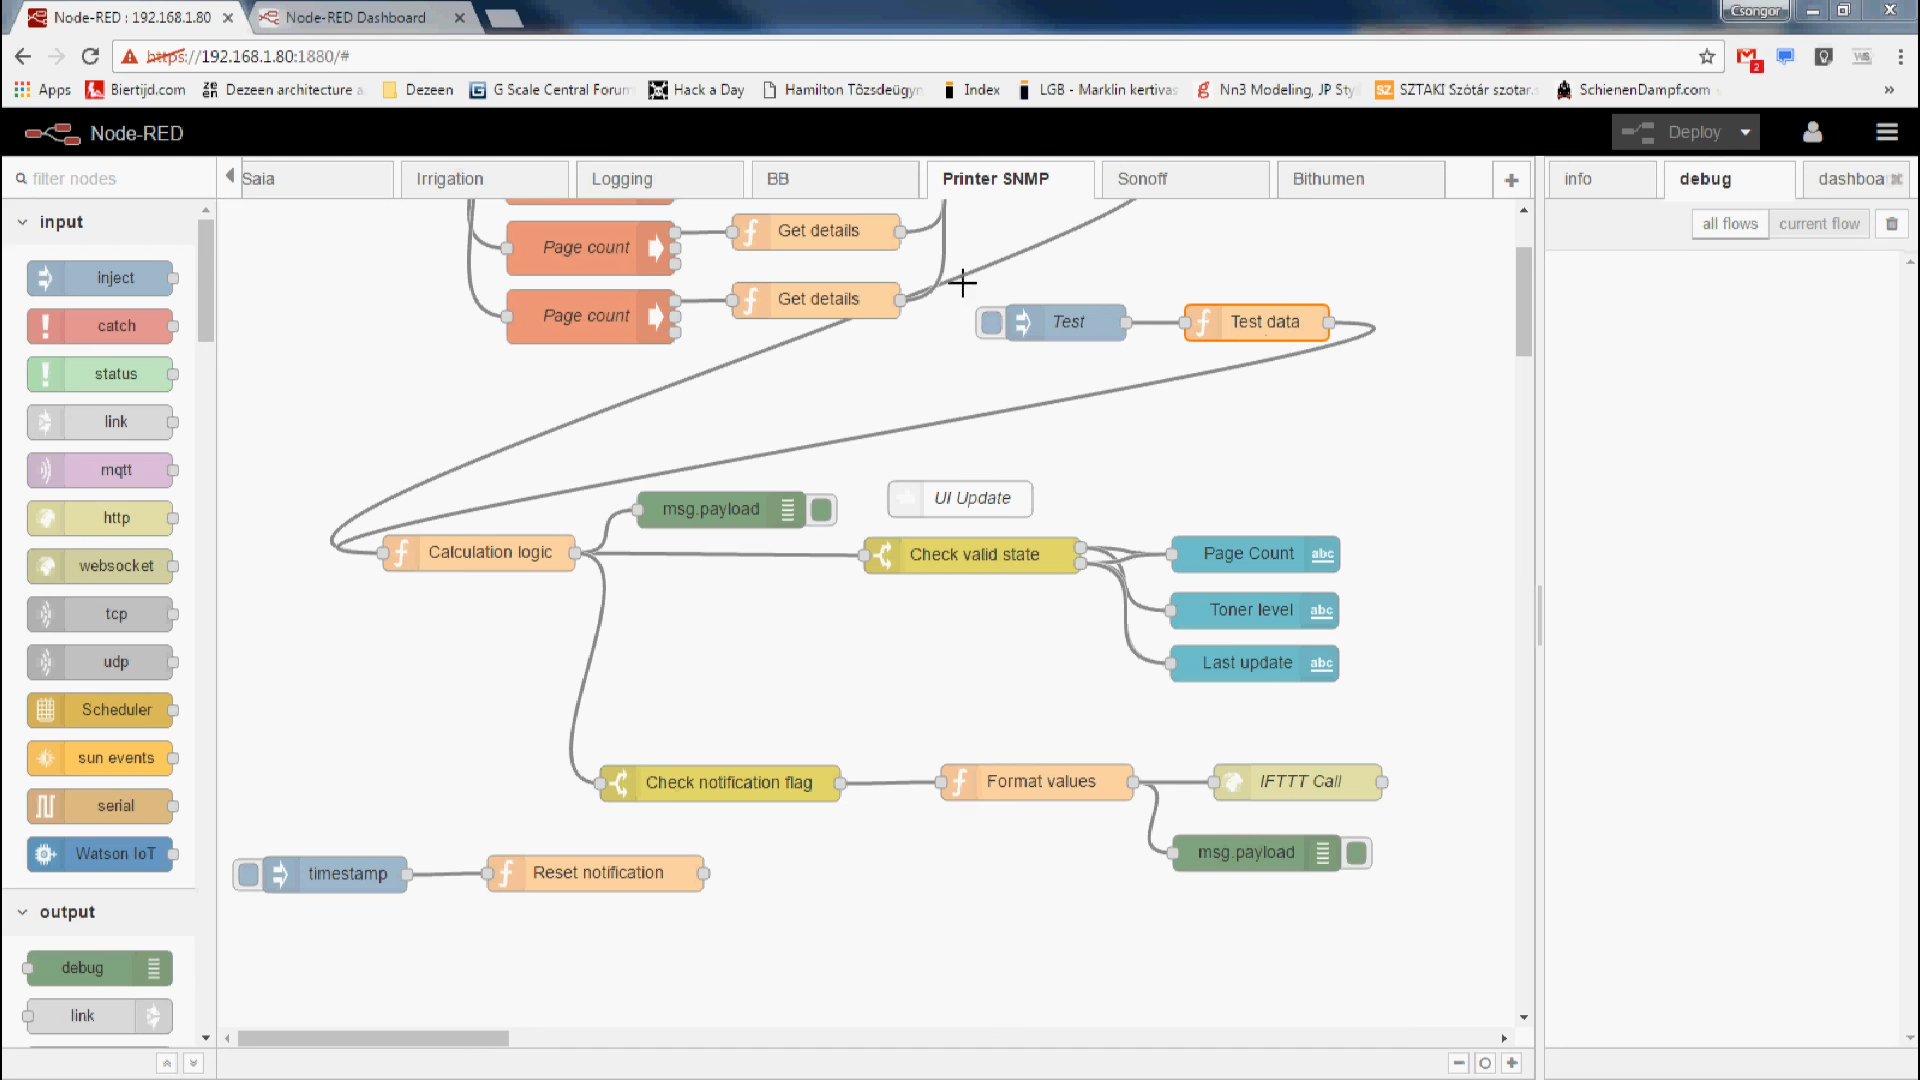 Node-RED : 192.168.1.80
Node-RED Dashboard
Csongor
https://192.168.1.80:1880/#
2
Apps
Biertijd.com
Dezeen architecture a
Dezeen
G Scale Central Forum
Hack a Day
Hamilton Tőzsdeügyn
Index
LGB - Marklin kertivas
Nn3 Modeling, JP Sty
SZTAKI Szótár szotar.
SchienenDampf.com
Node-RED
Deploy
filter nodes
Saia
Irrigation
Logging
BB
Printer SNMP
Sonoff
Bithumen
info
debug
dashboa
all flows
current flow
input
inject
catch
status
link
mqtt
http
websocket
tcp
udp
Scheduler
sun events
serial
Watson IoT
output
debug
link
Page count
Get details
Page count
Get details
Test
Test data
msg.payload
UI Update
Calculation logic
Check valid state
Page Count
abc
Toner level
abc
Last update
abc
Check notification flag
Format values
IFTTT Call
msg.payload
timestamp
Reset notification